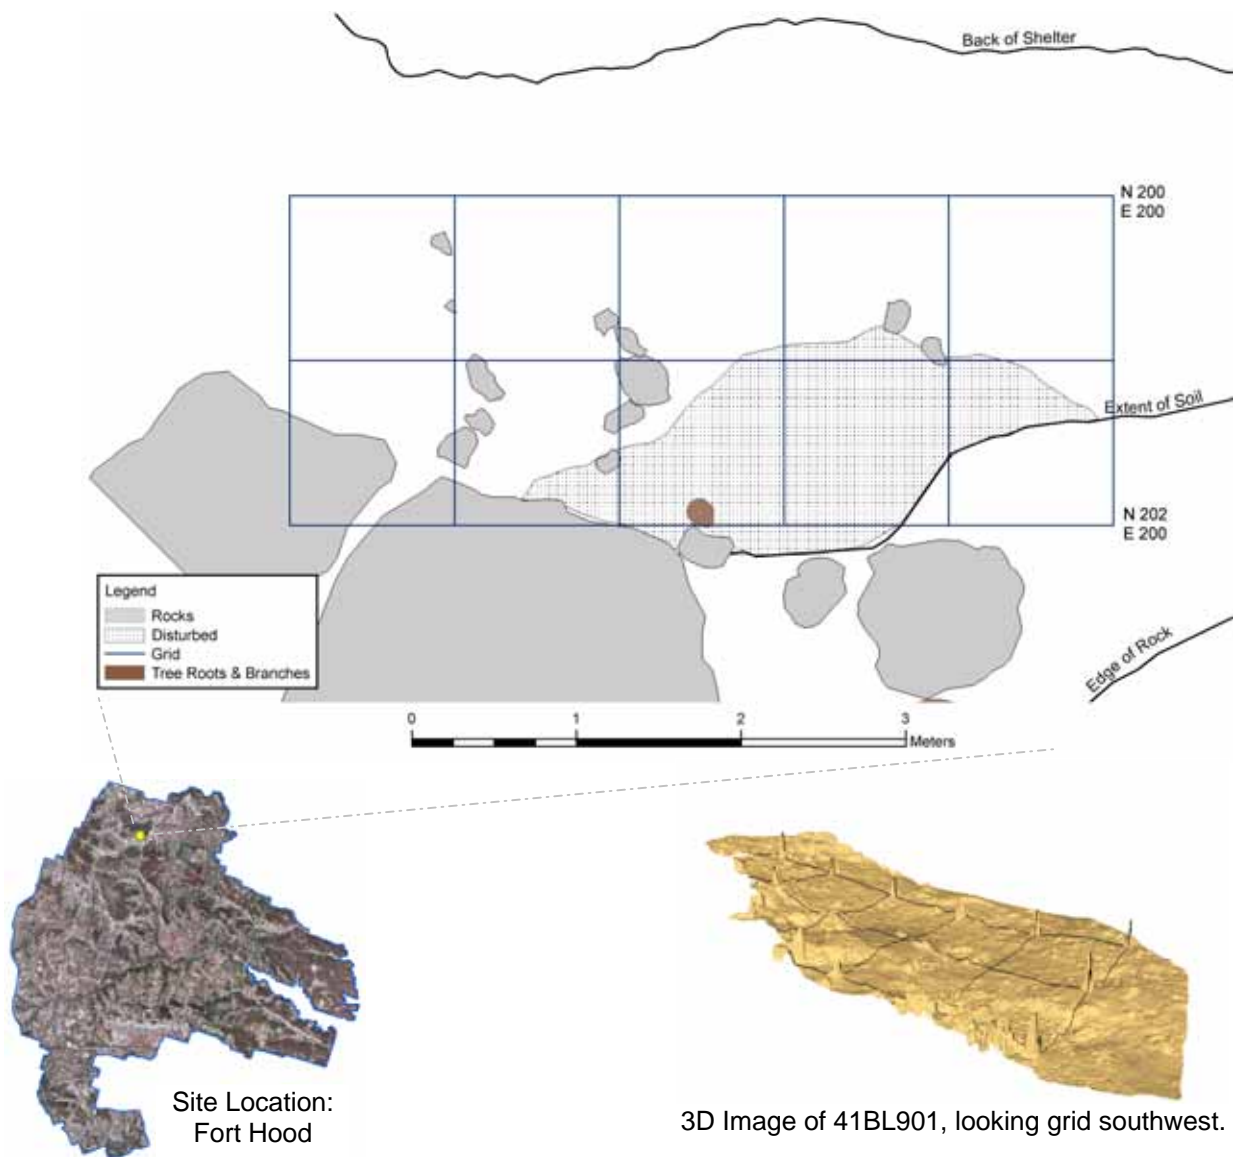 Back of Shelter
N 200
E 200
Extent of Soil
N 202
E 200
Legend
Rocks
Disturbed
Grid
Tree Roots & Branches
Edge of Rock
0 1 2 3
Meters
Site Location:
Fort Hood
3D Image of 41BL901, looking grid southwest.